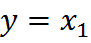 y = x₁